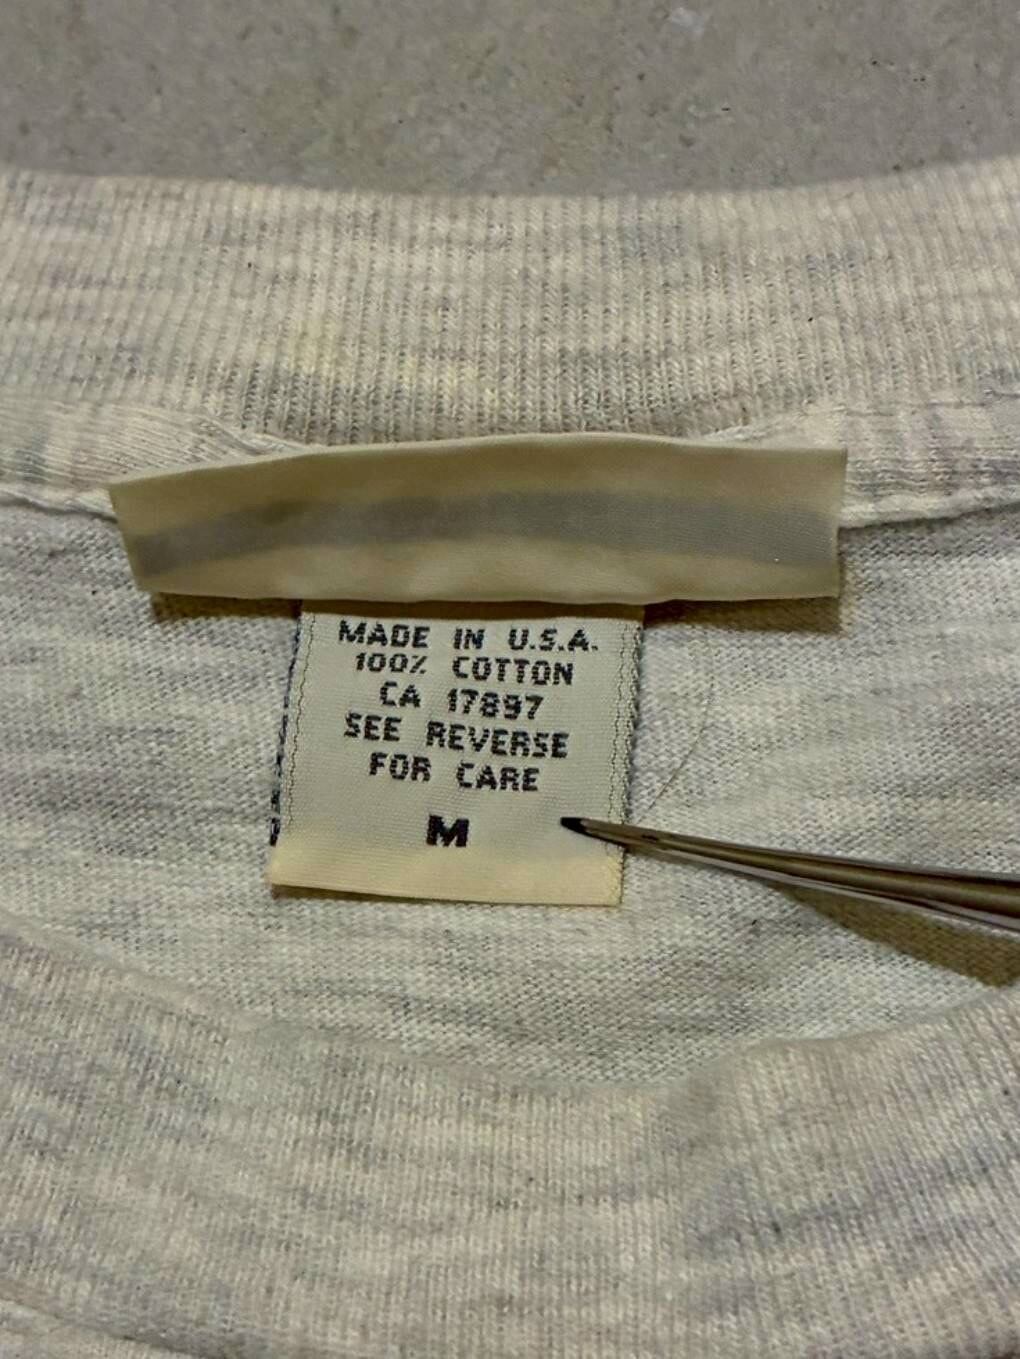 MADE IN U.S.A.
100% COTTON
CA 17897
SEE REVERSE
FOR CARE
M